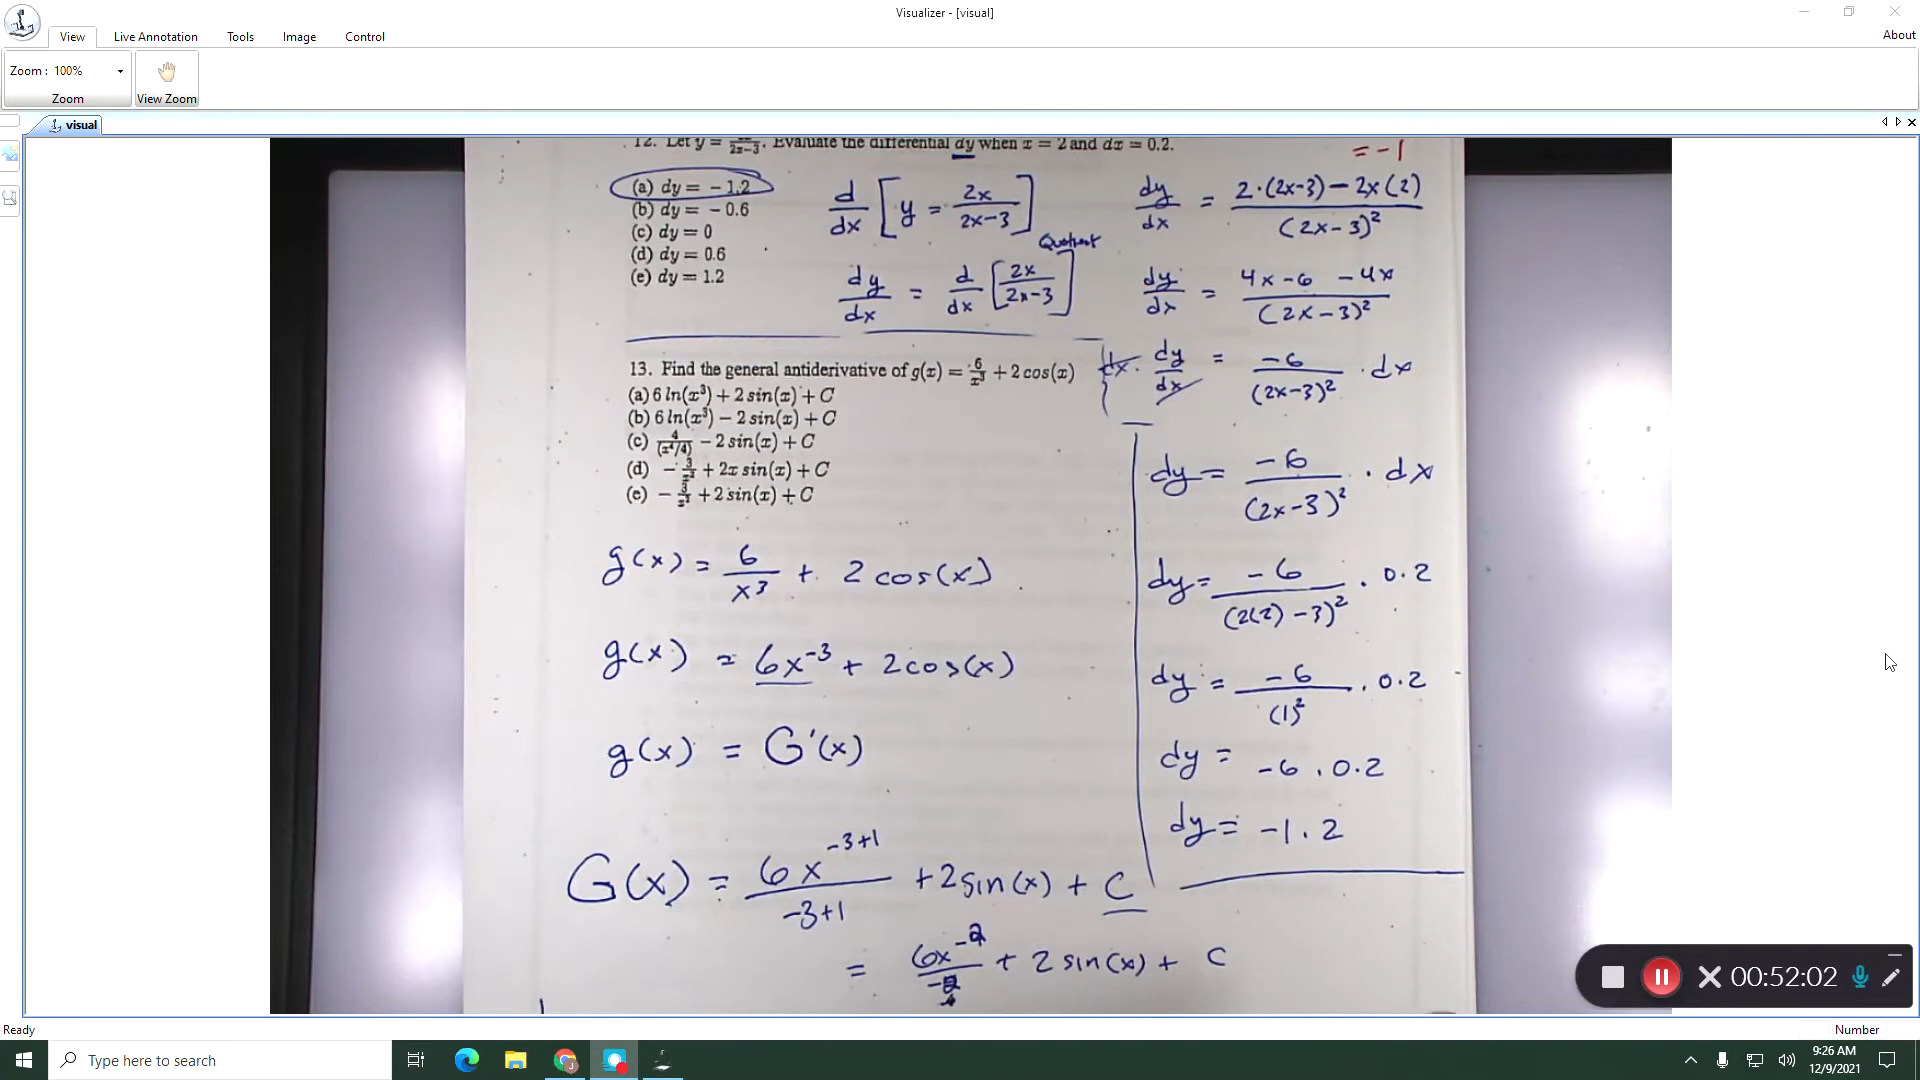 Visualizer - [visual]
View Live Annotation Tools Image Control About
Zoom : 100%
Zoom View Zoom
visual
12. Let y = 2x/2x−3. Evaluate the differential dy when x = 2 and dx = 0.2.
= -1
(a) dy = − 1.2
(b) dy = − 0.6
(c) dy = 0
(d) dy = 0.6
(e) dy = 1.2
d/dx [y = 2x/2x-3]
Quotient
dy/dx = d/dx [2x/2x-3]
dy/dx = 2·(2x-3) - 2x(2)/(2x-3)²
dy/dx = 4x-6 -4x/(2x-3)²
dx· dy/dx = -6/(2x-3)² · dx
dy = -6/(2x-3)² · dx
dy = -6/(2(2)-3)² · 0.2
dy = -6/(1)² · 0.2
dy = -6 · 0.2
dy = -1.2
13. Find the general antiderivative of g(x) = 6/x³ + 2 cos(x)
(a) 6 ln(x³) + 2 sin(x) + C
(b) 6 ln(x³) − 2 sin(x) + C
(c) 4/(x⁴/4) − 2 sin(x) + C
(d) − 3/x² + 2x sin(x) + C
(e) − 3/x² + 2 sin(x) + C
g(x) = 6/x³ + 2 cos(x)
g(x) = 6x⁻³ + 2cos(x)
g(x) = G'(x)
G(x) = 6x⁻³⁺¹/-3+1 + 2sin(x) + C
= 6x⁻²/-2 + 2 sin(x) + C
00:52:02
Ready Number
Type here to search
9:26 AM
12/9/2021